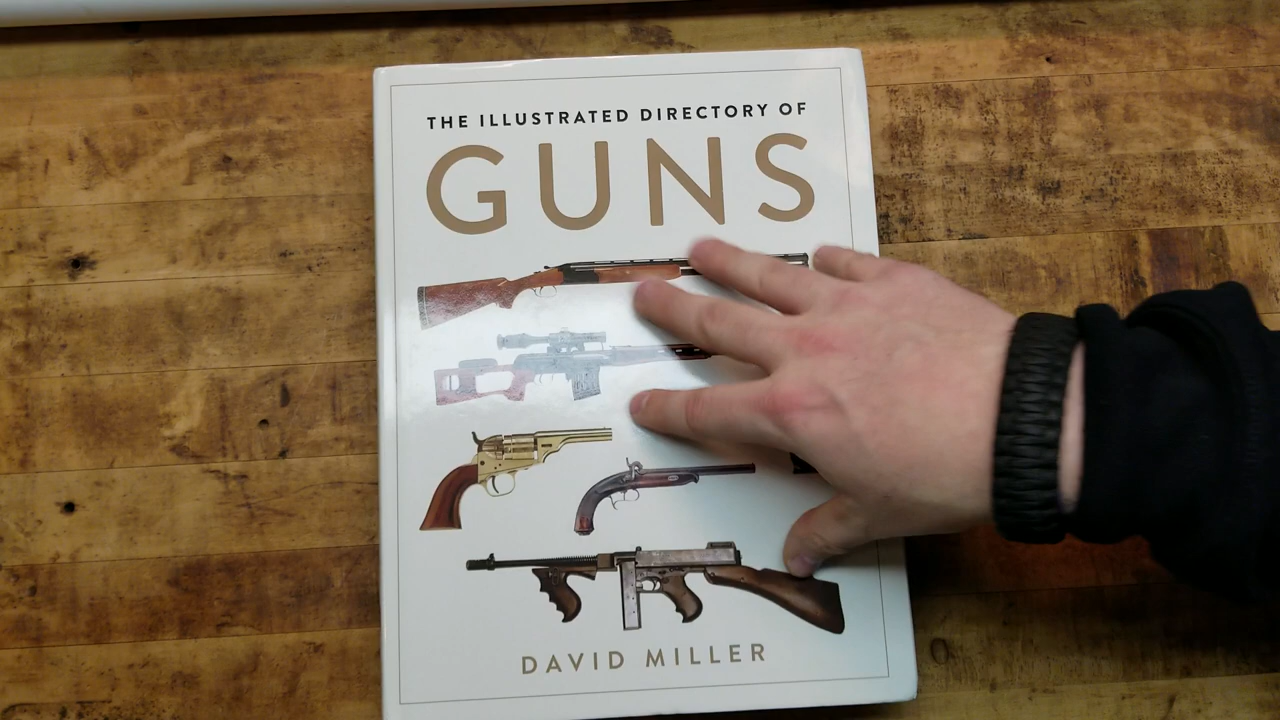 THE ILLUSTRATED DIRECTORY OF
GUNS
DAVID MILLER